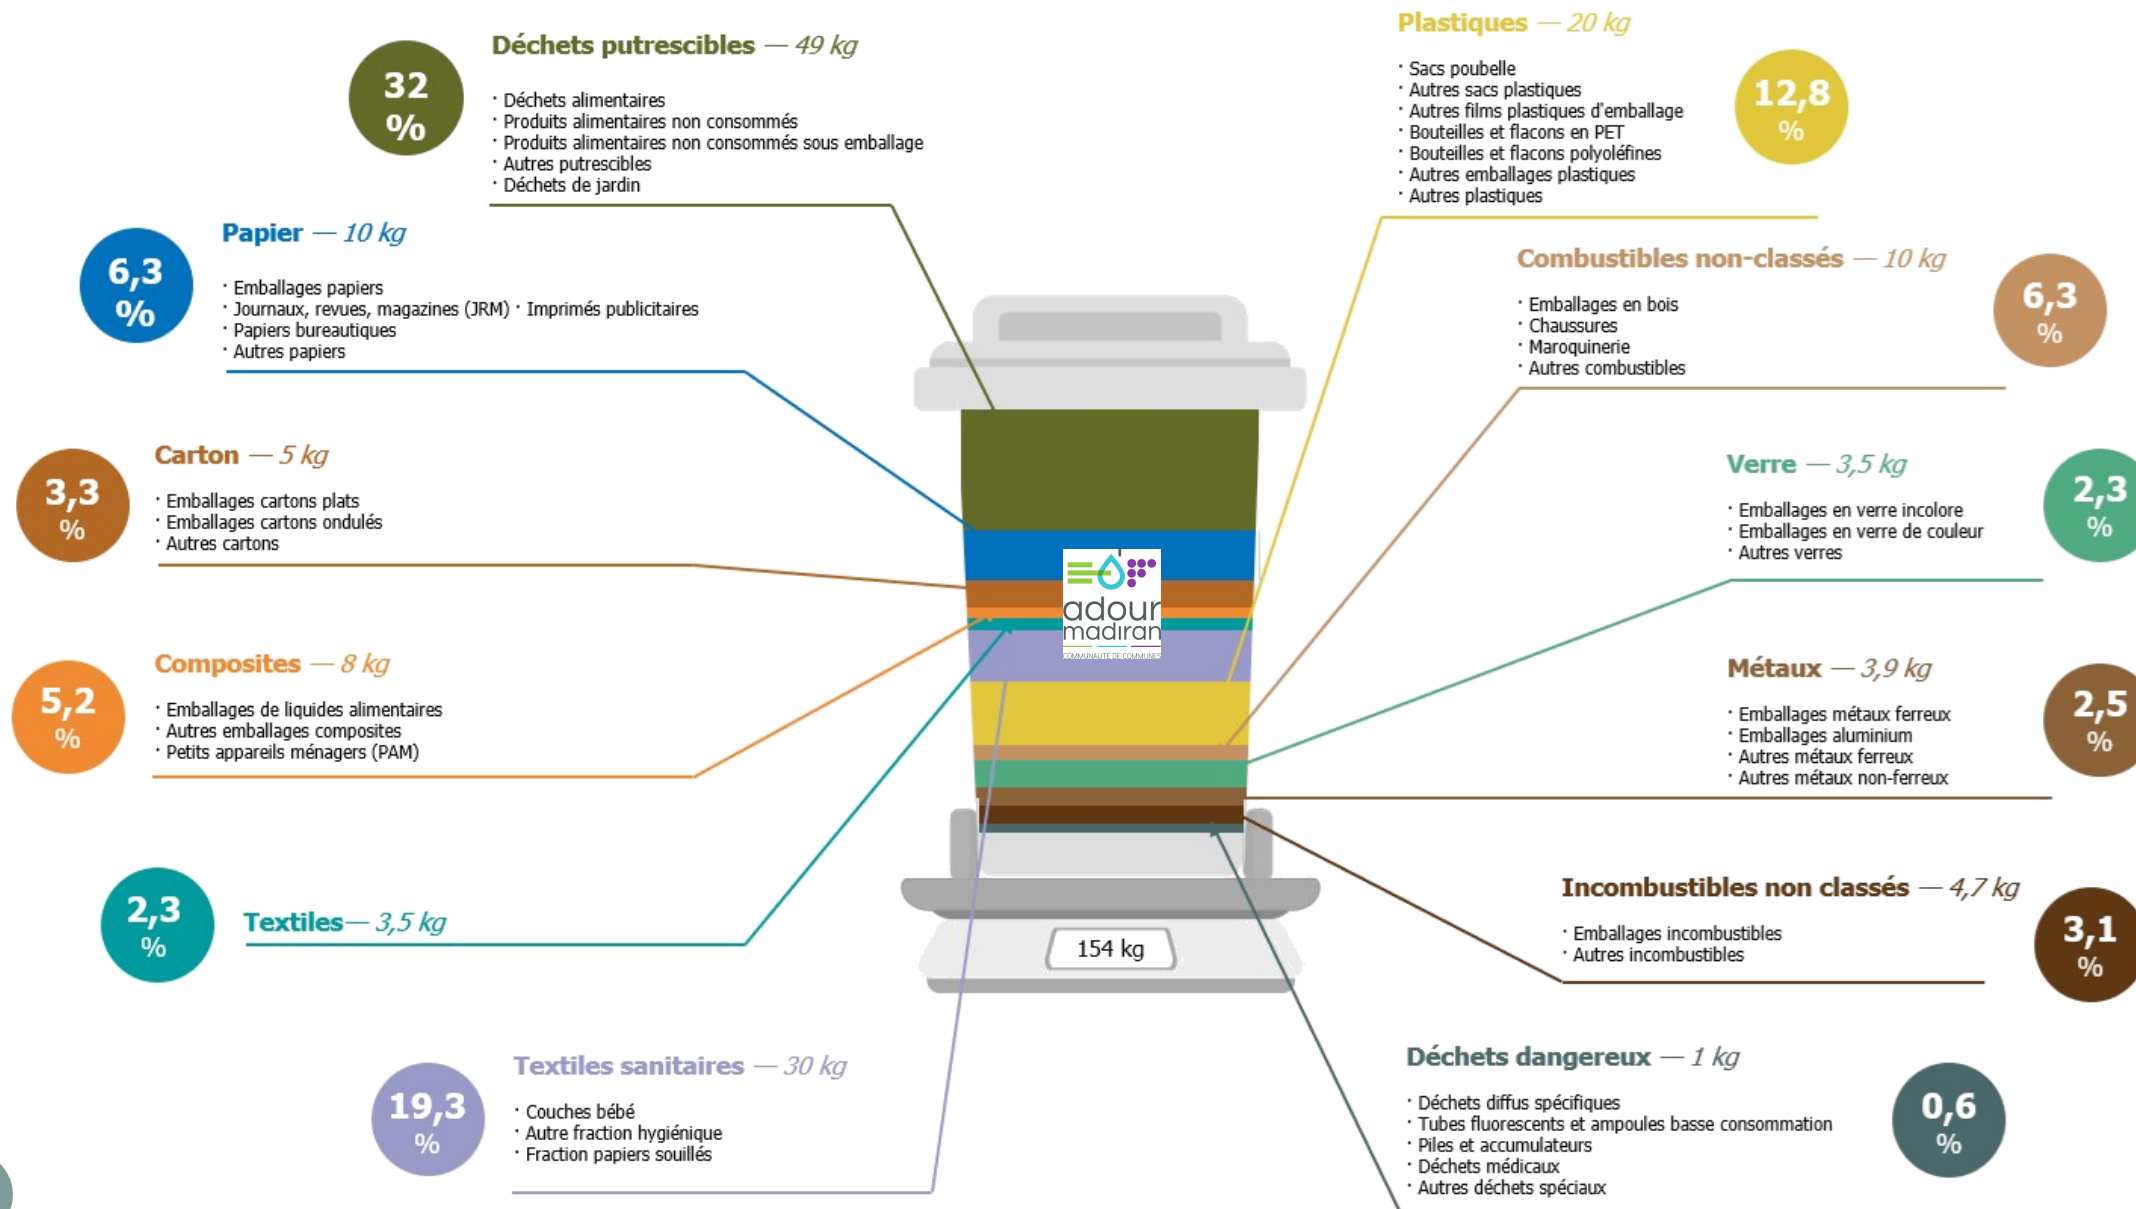 Déchets putrescibles — 49 kg
32
%
· Déchets alimentaires
· Produits alimentaires non consommés
· Produits alimentaires non consommés sous emballage
· Autres putrescibles
· Déchets de jardin
Papier — 10 kg
6,3
%
· Emballages papiers
· Journaux, revues, magazines (JRM) · Imprimés publicitaires
· Papiers bureautiques
· Autres papiers
Carton — 5 kg
3,3
%
· Emballages cartons plats
· Emballages cartons ondulés
· Autres cartons
Composites — 8 kg
5,2
%
· Emballages de liquides alimentaires
· Autres emballages composites
· Petits appareils ménagers (PAM)
2,3
%
Textiles— 3,5 kg
Textiles sanitaires — 30 kg
19,3
%
· Couches bébé
· Autre fraction hygiénique
· Fraction papiers souillés
adour
madiran
COMMUNAUTÉ DE COMMUNES
154 kg
Plastiques — 20 kg
· Sacs poubelle
· Autres sacs plastiques
· Autres films plastiques d'emballage
· Bouteilles et flacons en PET
· Bouteilles et flacons polyoléfines
· Autres emballages plastiques
· Autres plastiques
12,8
%
Combustibles non-classés — 10 kg
· Emballages en bois
· Chaussures
· Maroquinerie
· Autres combustibles
6,3
%
Verre — 3,5 kg
· Emballages en verre incolore
· Emballages en verre de couleur
· Autres verres
2,3
%
Métaux — 3,9 kg
· Emballages métaux ferreux
· Emballages aluminium
· Autres métaux ferreux
· Autres métaux non-ferreux
2,5
%
Incombustibles non classés — 4,7 kg
· Emballages incombustibles
· Autres incombustibles
3,1
%
Déchets dangereux — 1 kg
· Déchets diffus spécifiques
· Tubes fluorescents et ampoules basse consommation
· Piles et accumulateurs
· Déchets médicaux
· Autres déchets spéciaux
0,6
%